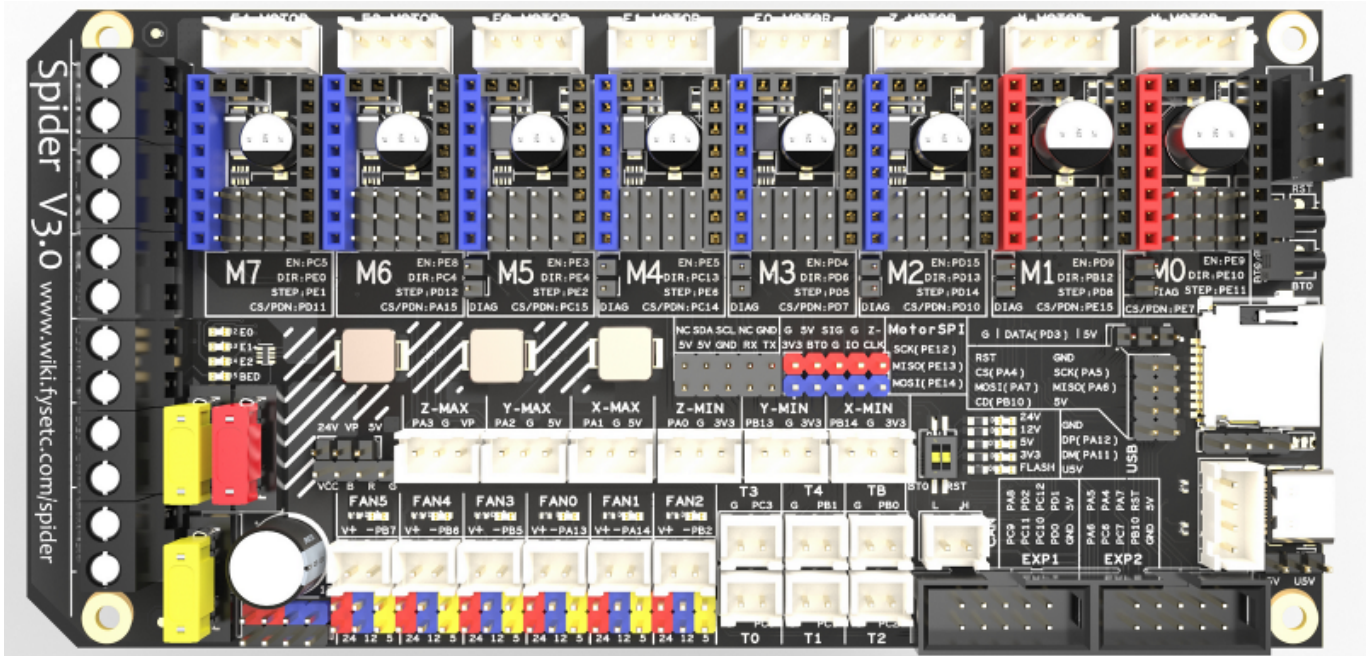 Spider V3.0 www.wiki.fysetc.com/spider
RST
BT0
M7
EN:PC5
DIR:PE0
STEP:PE1
CS/PDN:PD11
M6
EN:PE8
DIR:PC4
STEP:PD12
CS/PDN:PA15
M5
EN:PE3
DIR:PE4
STEP:PE2
DIAG CS/PDN:PC15
M4
EN:PE5
DIR:PC13
STEP:PE6
DIAG CS/PDN:PC14
M3
EN:PD4
DIR:PD6
STEP:PD5
DIAG CS/PDN:PD7
M2
EN:PD15
DIR:PD13
STEP:PD14
DIAG CS/PDN:PD10
M1
EN:PD9
DIR:PB12
STEP:PD8
DIAG CS/PDN:PE15
M0
EN:PE9
DIR:PE10
STEP:PE11
CS/PDN:PE7
E0
E1
E2
BED
NC SDA SCL NC GND
5V 5V GND RX TX
G 5V SIG G Z-
3V3 BT0 G IO CLK
MotorSPI
SCK(PE12)
MISO(PE13)
MOSI(PE14)
G | DATA(PD3) | 5V
RST GND
CS(PA4) SCK(PA5)
MOSI(PA7) MISO(PA6)
CD(PB10) 5V
24V VP 5V
VCC B R G
Z-MAX
PA3 G VP
Y-MAX
PA2 G 5V
X-MAX
PA1 G 5V
Z-MIN
PA0 G 3V3
Y-MIN
PB13 G 3V3
X-MIN
PB14 G 3V3
24V
12V
5V
3V3
FLASH
GND
DP(PA12)
DM(PA11)
U5V
USB
RST
FAN5
V+ -PB7
FAN4
V+ -PB6
FAN3
V+ -PB5
FAN0
V+ -PA13
FAN1
V+ -PA14
FAN2
V+ -PB2
T3
G PC3
T4
G PB1
TB
G PB0
L H
PC9 PA8
PC11 PD2
PC10 PC12
PD0 PD1
GND 5V
EXP1
PA6 PA5
PC6 PA4
PC7 PA7
PB10 RST
GND 5V
EXP2
U5V
24 12 5
24 12 5
24 12 5
24 12 5
24 12 5
24 12 5
T0
T1
T2